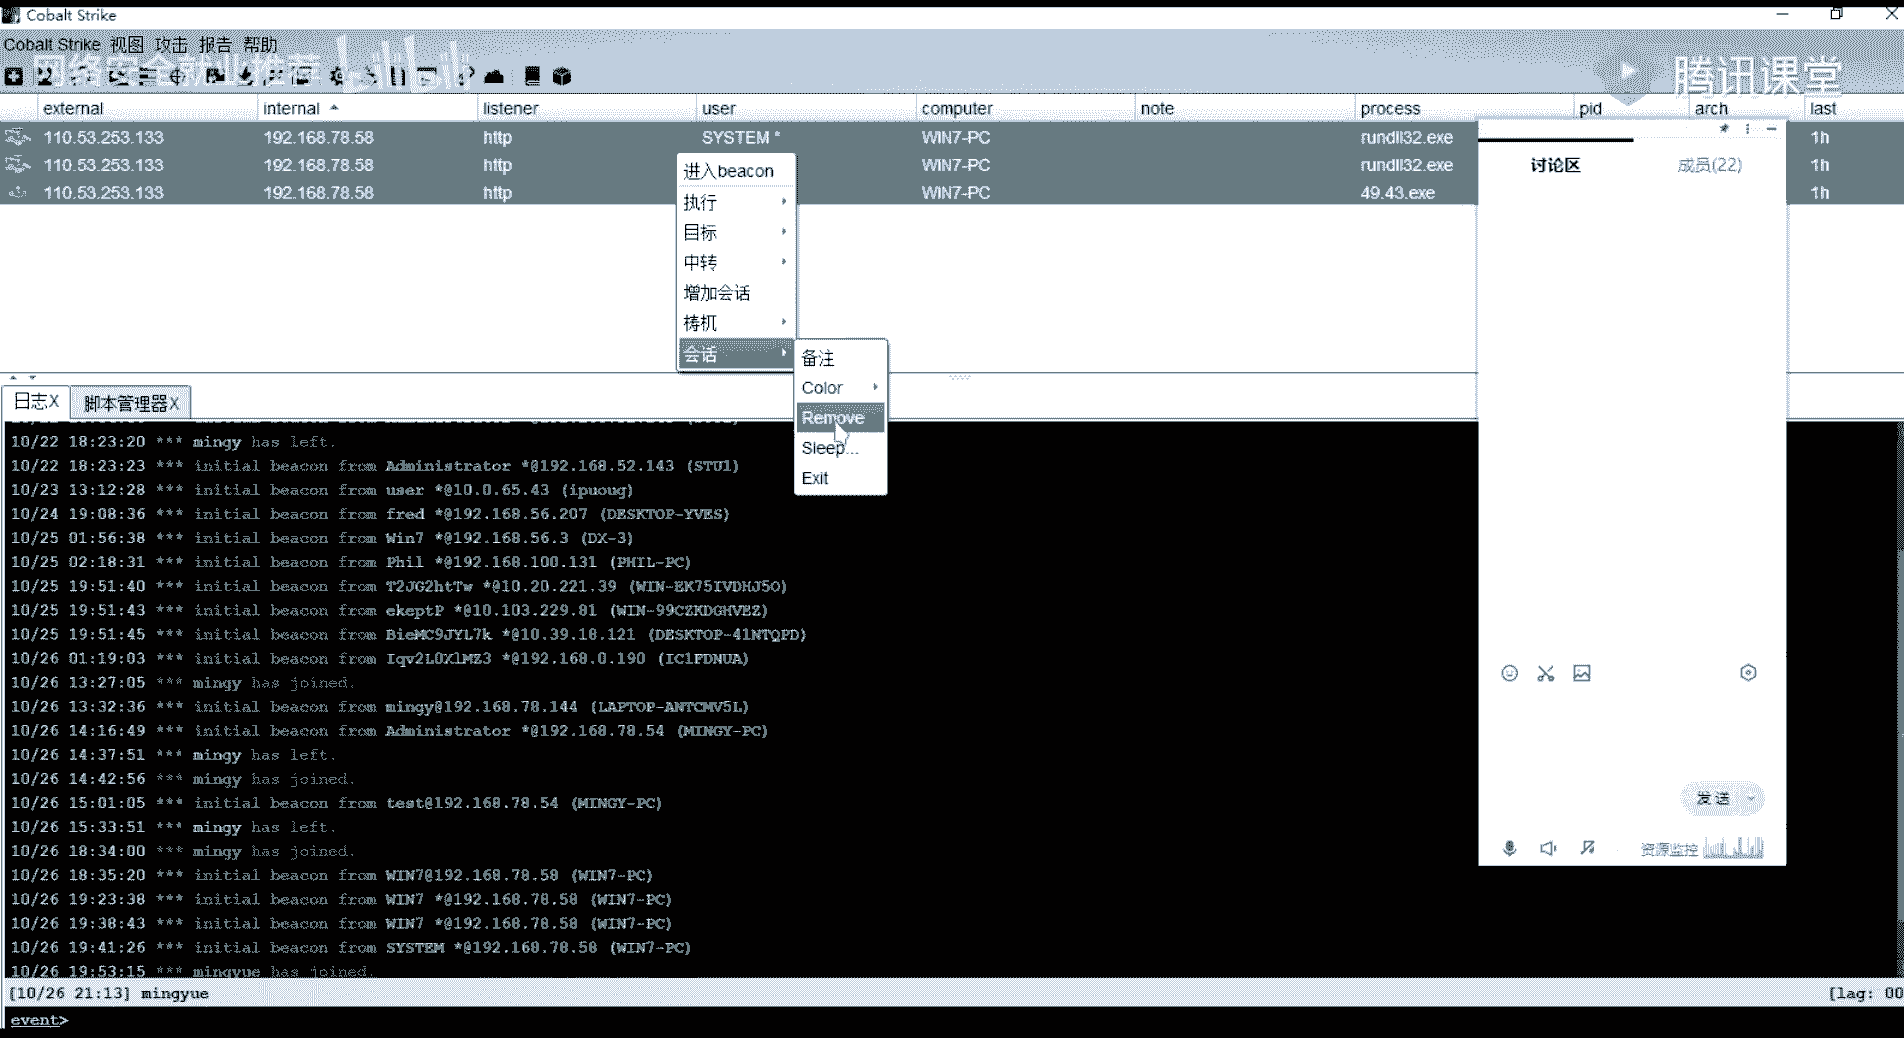 Cobalt Strike
Cobalt Strike 视图 攻击 报告 帮助
网络安全就业推荐
腾讯课堂
external internal listener user computer note process pid arch last
110.53.253.133 192.168.78.58 http SYSTEM * WIN7-PC rundll32.exe 1h
110.53.253.133 192.168.78.58 http WIN7-PC rundll32.exe 1h
110.53.253.133 192.168.78.58 http WIN7-PC 49.43.exe 1h
进入beacon
执行
目标
中转
增加会话
梼杌
会话
备注
Color
Remove
Sleep...
Exit
讨论区 成员(22)
日志X 脚本管理器X
10/22 18:23:20 *** mingy has left.
10/22 18:23:23 *** initial beacon from Administrator *@192.168.52.143 (STU1)
10/23 13:12:28 *** initial beacon from user *@10.0.65.43 (ipuoug)
10/24 19:08:36 *** initial beacon from fred *@192.168.56.207 (DESKTOP-YVES)
10/25 01:56:38 *** initial beacon from Win7 *@192.168.56.3 (DX-3)
10/25 02:18:31 *** initial beacon from Phil *@192.168.100.131 (PHIL-PC)
10/25 19:51:40 *** initial beacon from T2JG2htTw *@10.20.221.39 (WIN-EK75IVDHJ5O)
10/25 19:51:43 *** initial beacon from ekeptP *@10.103.229.81 (WIN-99CZKDGHVEZ)
10/25 19:51:45 *** initial beacon from BieMC9JYL7k *@10.39.18.121 (DESKTOP-41NTQPD)
10/26 01:19:03 *** initial beacon from Iqv2L0XlMZ3 *@192.168.0.190 (IC1FDNUA)
10/26 13:27:05 *** mingy has joined.
10/26 13:32:36 *** initial beacon from mingy@192.168.78.144 (LAPTOP-ANTCMV5L)
10/26 14:16:49 *** initial beacon from Administrator *@192.168.78.54 (MINGY-PC)
10/26 14:37:51 *** mingy has left.
10/26 14:42:56 *** mingy has joined.
10/26 15:01:05 *** initial beacon from test@192.168.78.54 (MINGY-PC)
10/26 15:33:51 *** mingy has left.
10/26 18:34:00 *** mingy has joined.
10/26 18:35:20 *** initial beacon from WIN7@192.168.78.58 (WIN7-PC)
10/26 19:23:38 *** initial beacon from WIN7 *@192.168.78.58 (WIN7-PC)
10/26 19:38:43 *** initial beacon from WIN7 *@192.168.78.58 (WIN7-PC)
10/26 19:41:26 *** initial beacon from SYSTEM *@192.168.78.58 (WIN7-PC)
10/26 19:53:15 *** mingyue has joined.
发送
资源监控
[10/26 21:13] mingyue [lag: 00
event>